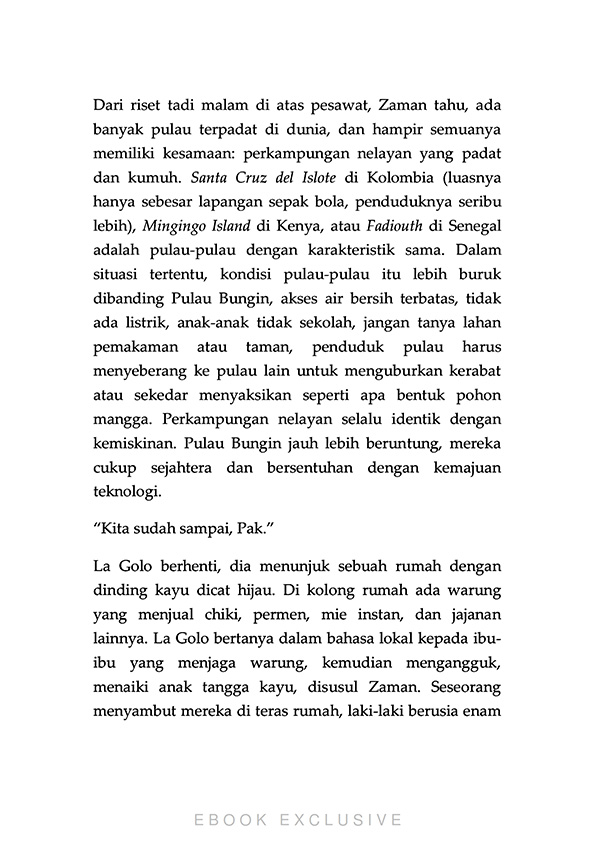 Dari riset tadi malam di atas pesawat, Zaman tahu, ada
banyak pulau terpadat di dunia, dan hampir semuanya
memiliki kesamaan: perkampungan nelayan yang padat
dan kumuh. Santa Cruz del Islote di Kolombia (luasnya
hanya sebesar lapangan sepak bola, penduduknya seribu
lebih), Mingingo Island di Kenya, atau Fadiouth di Senegal
adalah pulau-pulau dengan karakteristik sama. Dalam
situasi tertentu, kondisi pulau-pulau itu lebih buruk
dibanding Pulau Bungin, akses air bersih terbatas, tidak
ada listrik, anak-anak tidak sekolah, jangan tanya lahan
pemakaman atau taman, penduduk pulau harus
menyeberang ke pulau lain untuk menguburkan kerabat
atau sekedar menyaksikan seperti apa bentuk pohon
mangga. Perkampungan nelayan selalu identik dengan
kemiskinan. Pulau Bungin jauh lebih beruntung, mereka
cukup sejahtera dan bersentuhan dengan kemajuan
teknologi.
“Kita sudah sampai, Pak.”
La Golo berhenti, dia menunjuk sebuah rumah dengan
dinding kayu dicat hijau. Di kolong rumah ada warung
yang menjual chiki, permen, mie instan, dan jajanan
lainnya. La Golo bertanya dalam bahasa lokal kepada ibu-
ibu yang menjaga warung, kemudian mengangguk,
menaiki anak tangga kayu, disusul Zaman. Seseorang
menyambut mereka di teras rumah, laki-laki berusia enam
EBOOK EXCLUSIVE